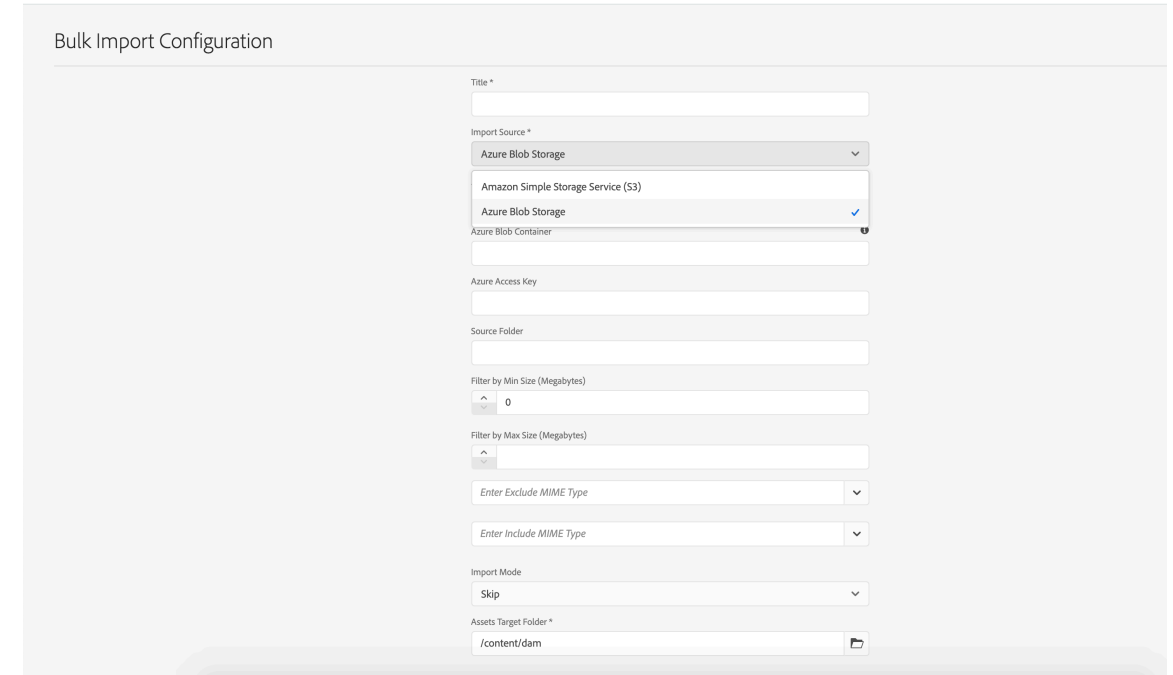 Bulk Import Configuration
Title *
Import Source *
Azure Blob Storage
Amazon Simple Storage Service (S3)
Azure Blob Storage
Azure Blob Container
Azure Access Key
Source Folder
Filter by Min Size (Megabytes)
0
Filter by Max Size (Megabytes)
Enter Exclude MIME Type
Enter Include MIME Type
Import Mode
Skip
Assets Target Folder *
/content/dam